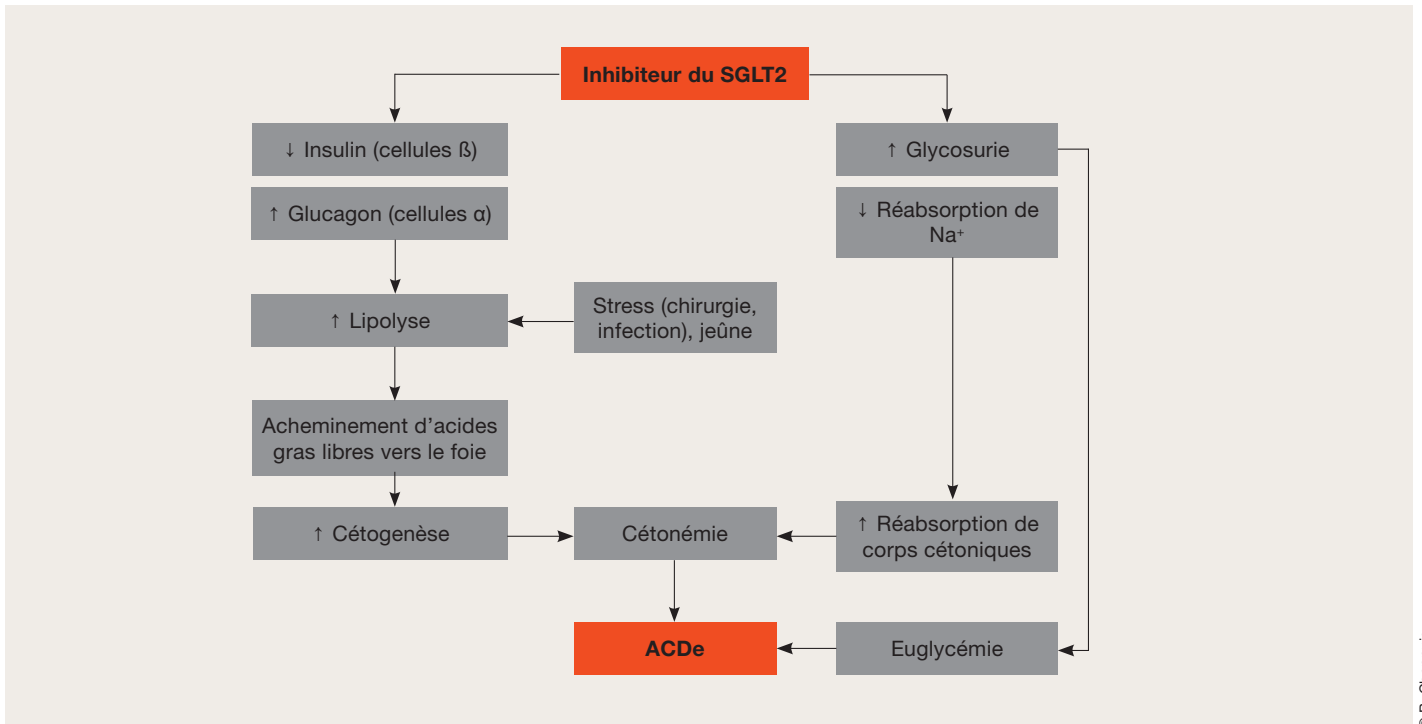 Inhibiteur du SGLT2
↓ Insulin (cellules ß)
↑ Glucagon (cellules α)
↑ Lipolyse
Stress (chirurgie,
infection), jeûne
Acheminement d’acides
gras libres vers le foie
↑ Cétogenèse
Cétonémie
↑ Glycosurie
↓ Réabsorption de
Na⁺
↑ Réabsorption de
corps cétoniques
ACDe
Euglycémie